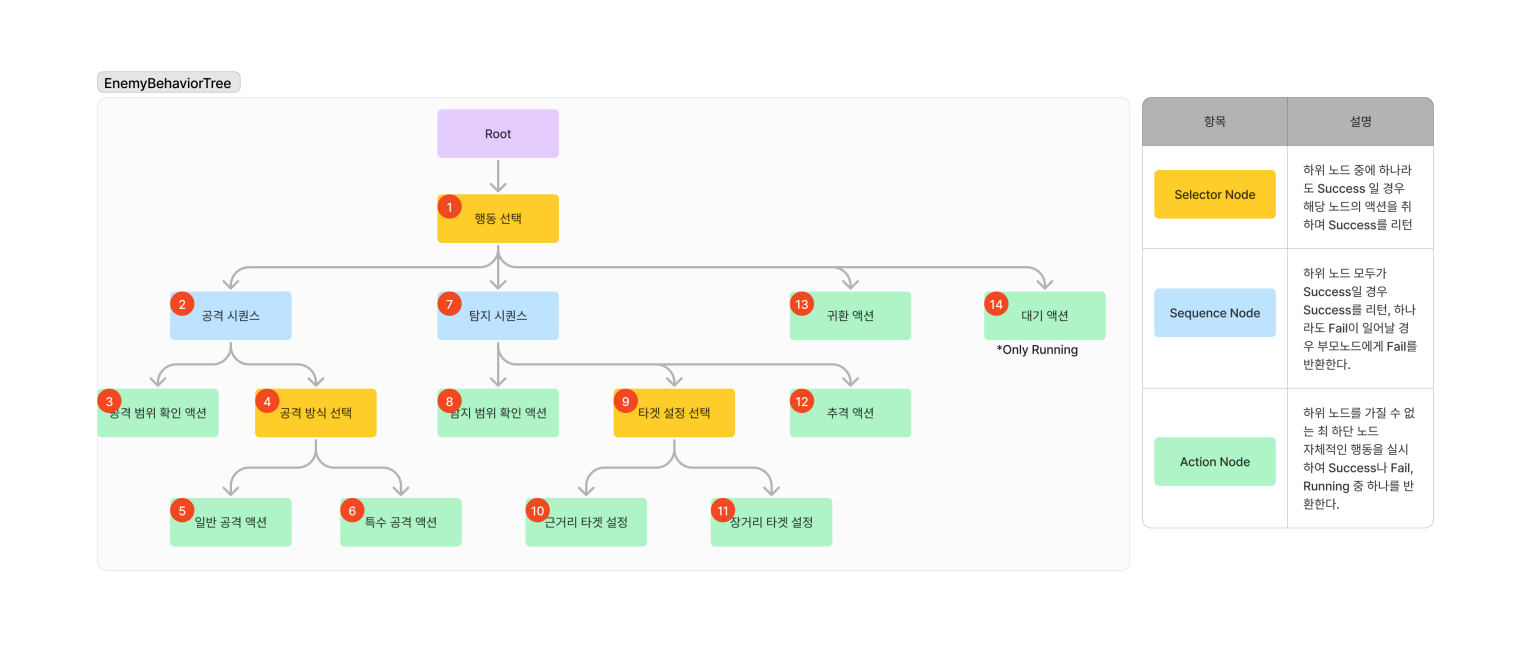 EnemyBehaviorTree
Root
1
행동 선택
2
공격 시퀀스
7
탐지 시퀀스
13
귀환 액션
14
대기 액션
*Only Running
3
공격 범위 확인 액션
4
공격 방식 선택
8
탐지 범위 확인 액션
9
타겟 설정 선택
12
추격 액션
5
일반 공격 액션
6
특수 공격 액션
10
근거리 타겟 설정
11
장거리 타겟 설정
항목
설명
Selector Node
하위 노드 중에 하나라
도 Success 일 경우
해당 노드의 액션을 취
하며 Success를 리턴
Sequence Node
하위 노드 모두가
Success일 경우
Success를 리턴, 하나
라도 Fail이 일어날 경
우 부모노드에게 Fail를
반환한다.
Action Node
하위 노드를 가질 수 없
는 최 하단 노드
자체적인 행동을 실시
하여 Success나 Fail,
Running 중 하나를 반
환한다.